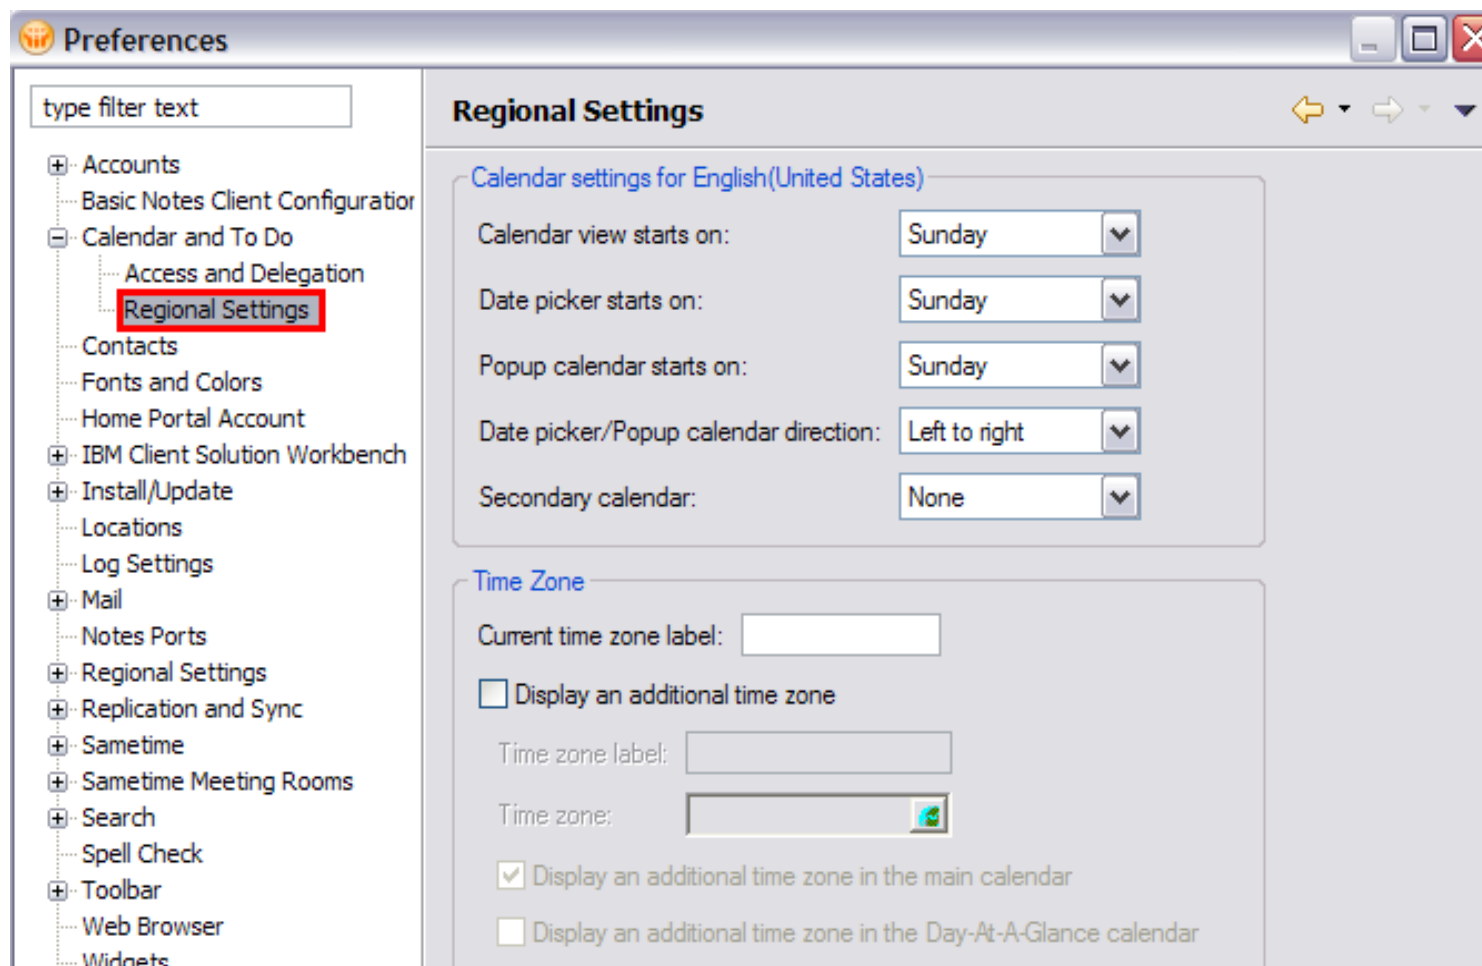 Preferences
type filter text
Accounts
Basic Notes Client Configuration
Calendar and To Do
Access and Delegation
Regional Settings
Contacts
Fonts and Colors
Home Portal Account
IBM Client Solution Workbench
Install/Update
Locations
Log Settings
Mail
Notes Ports
Regional Settings
Replication and Sync
Sametime
Sametime Meeting Rooms
Search
Spell Check
Toolbar
Web Browser
Widgets
Regional Settings
Calendar settings for English(United States)
Calendar view starts on: Sunday
Date picker starts on: Sunday
Popup calendar starts on: Sunday
Date picker/Popup calendar direction: Left to right
Secondary calendar: None
Time Zone
Current time zone label:
Display an additional time zone
Time zone label:
Time zone:
Display an additional time zone in the main calendar
Display an additional time zone in the Day-At-A-Glance calendar